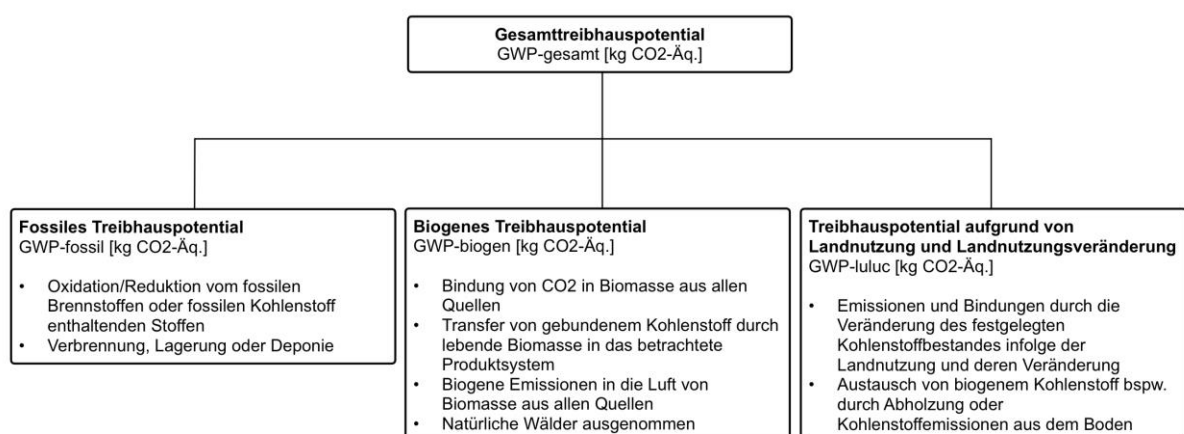 Gesamttreibhauspotential
GWP-gesamt [kg CO2-Äq.]
Fossiles Treibhauspotential
GWP-fossil [kg CO2-Äq.]
• Oxidation/Reduktion vom fossilen
Brennstoffen oder fossilen Kohlenstoff
enthaltenden Stoffen
• Verbrennung, Lagerung oder Deponie
Biogenes Treibhauspotential
GWP-biogen [kg CO2-Äq.]
• Bindung von CO2 in Biomasse aus allen
Quellen
• Transfer von gebundenem Kohlenstoff durch
lebende Biomasse in das betrachtete
Produktsystem
• Biogene Emissionen in die Luft von
Biomasse aus allen Quellen
• Natürliche Wälder ausgenommen
Treibhauspotential aufgrund von
Landnutzung und Landnutzungsveränderung
GWP-luluc [kg CO2-Äq.]
• Emissionen und Bindungen durch die
Veränderung des festgelegten
Kohlenstoffbestandes infolge der
Landnutzung und deren Veränderung
• Austausch von biogenem Kohlenstoff bspw.
durch Abholzung oder
Kohlenstoffemissionen aus dem Boden